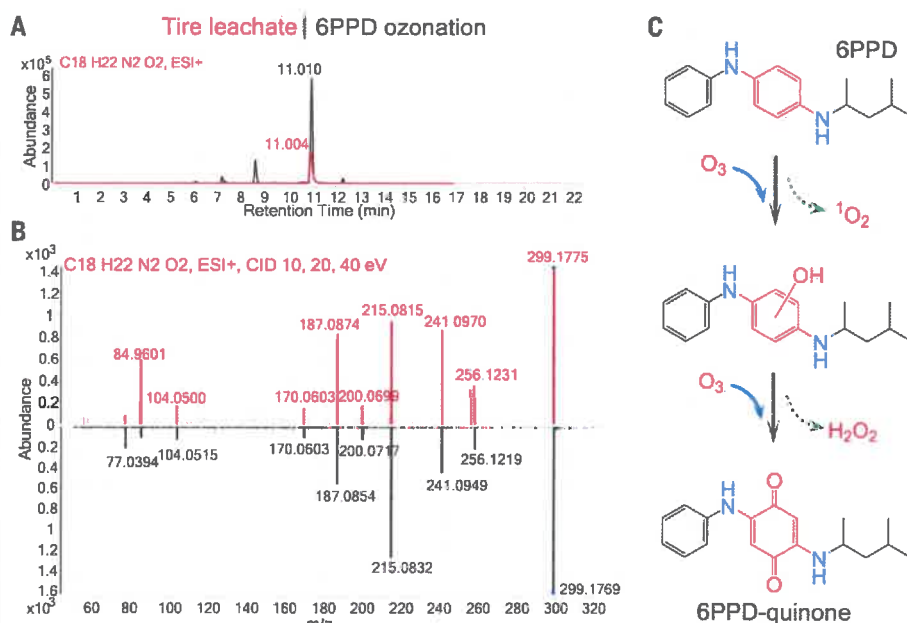 A
Tire leachate | 6PPD ozonation
x10⁵ C18 H22 N2 O2, ESI+
11.010
11.004
Abundance
6
5
4
3
2
1
0
1 2 3 4 5 6 7 8 9 10 11 12 13 14 15 16 17 18 19 20 21 22
Retention Time (min)
B
x10³
C18 H22 N2 O2, ESI+, CID 10, 20, 40 eV
299.1775
1.4
1.2
1.0
0.8
0.6
0.4
0.2
0
0.2
0.4
0.6
0.8
1.0
1.2
1.4
1.6
x10³
Abundance
Abundance
84.9601
104.0500
170.0603
187.0874
200.0699
215.0815
241.0970
256.1231
77.0394
104.0515
170.0603
187.0854
200.0717
215.0832
241.0949
256.1219
299.1769
60 80 100 120 140 160 180 200 220 240 260 280 300 320
m/z
C
6PPD
H
N
N
H
O₃
¹O₂
OH
H
N
N
H
O₃
H₂O₂
H
N
O
O
N
H
6PPD-quinone